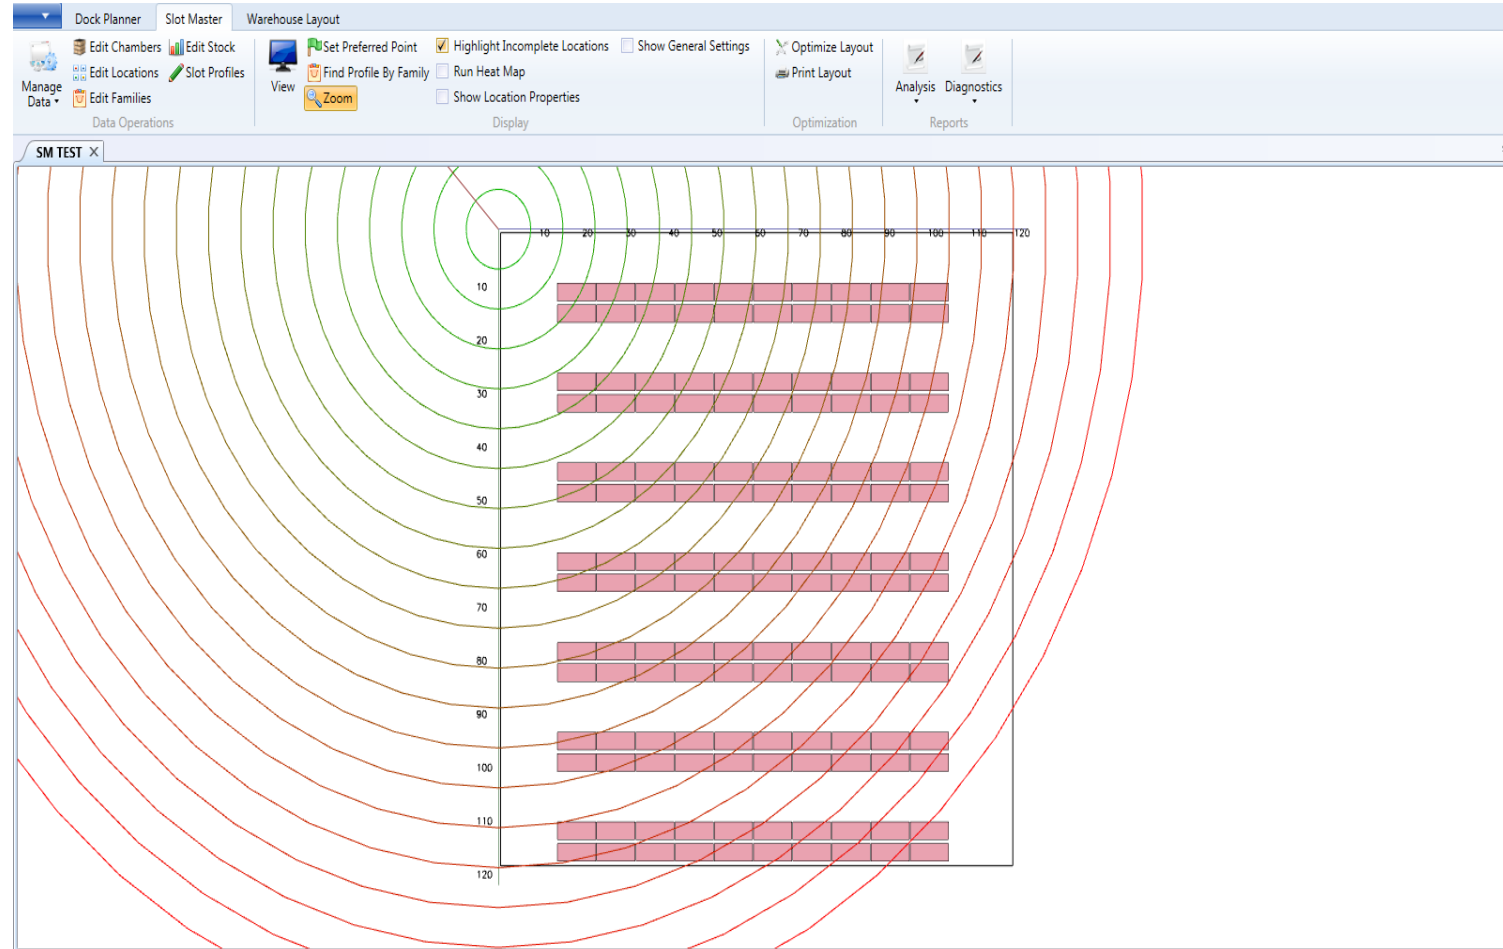 Dock Planner Slot Master Warehouse Layout
Edit Chambers Edit Stock Set Preferred Point Highlight Incomplete Locations Show General Settings Optimize Layout
Edit Locations Slot Profiles Find Profile By Family Run Heat Map Print Layout
Manage Data View Analysis Diagnostics
Edit Families Zoom Show Location Properties
Data Operations Display Optimization Reports
SM TEST X
10 20 30 40 50 60 70 80 90 100 110 120
10
20
30
40
50
60
70
80
90
100
110
120